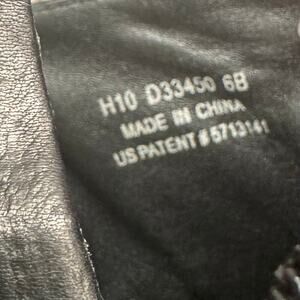 H10 D33450 6B
MADE IN CHINA
US PATENT # 5713141